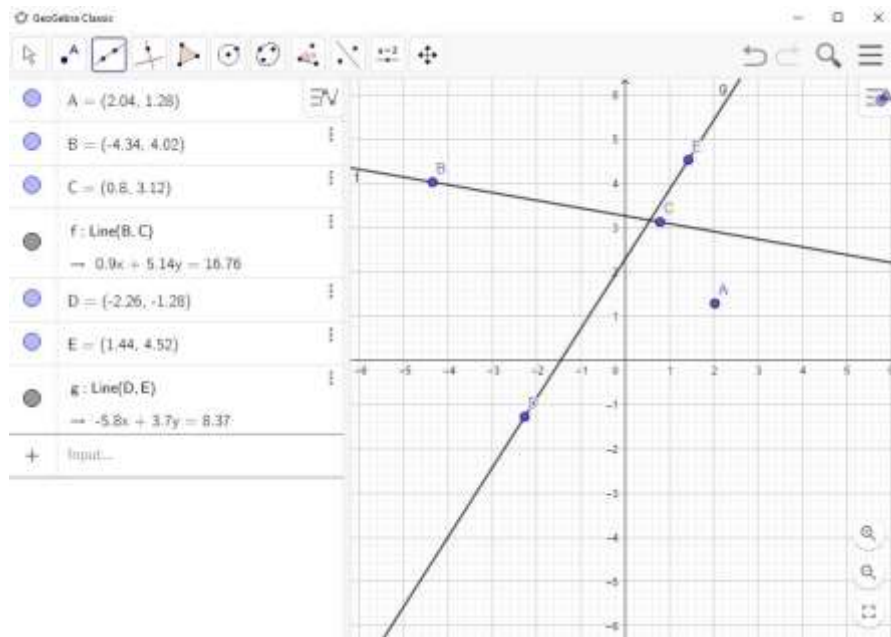 GeoGebra Classic
A
a=2
A = (2.04, 1.28)
B = (-4.34, 4.02)
C = (0.8, 3.12)
f : Line(B, C)
→ 0.9x + 5.14y = 16.76
D = (-2.26, -1.28)
E = (1.44, 4.52)
g : Line(D, E)
→ -5.8x + 3.7y = 8.37
+ Input...
g
6
E
5
B
f
4
C
3
2
A
1
-6 -5 -4 -3 -2 -1 0 1 2 3 4 5 6
D
-1
-2
-3
-4
-5
-6